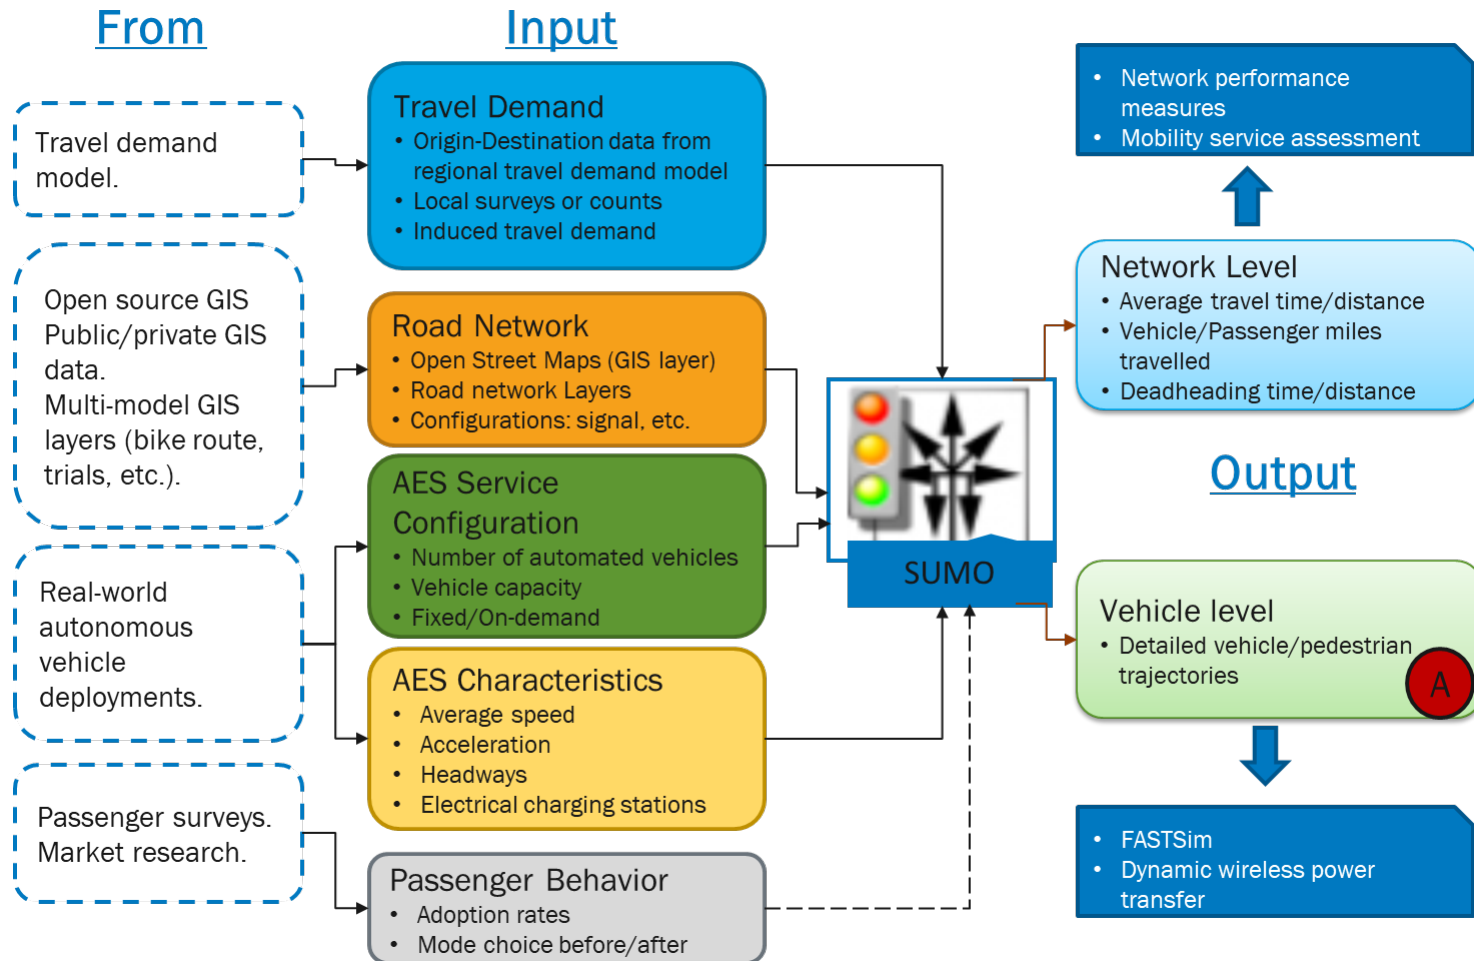 From
Input
Travel demand
model.
Open source GIS
Public/private GIS
data.
Multi-model GIS
layers (bike route,
trials, etc.).
Real-world
autonomous
vehicle
deployments.
Passenger surveys.
Market research.
Travel Demand
• Origin-Destination data from
regional travel demand model
• Local surveys or counts
• Induced travel demand
Road Network
• Open Street Maps (GIS layer)
• Road network Layers
• Configurations: signal, etc.
AES Service
Configuration
• Number of automated vehicles
• Vehicle capacity
• Fixed/On-demand
AES Characteristics
• Average speed
• Acceleration
• Headways
• Electrical charging stations
Passenger Behavior
• Adoption rates
• Mode choice before/after
SUMO
• Network performance
measures
• Mobility service assessment
Network Level
• Average travel time/distance
• Vehicle/Passenger miles
travelled
• Deadheading time/distance
Output
Vehicle level
• Detailed vehicle/pedestrian
trajectories
A
• FASTSim
• Dynamic wireless power
transfer